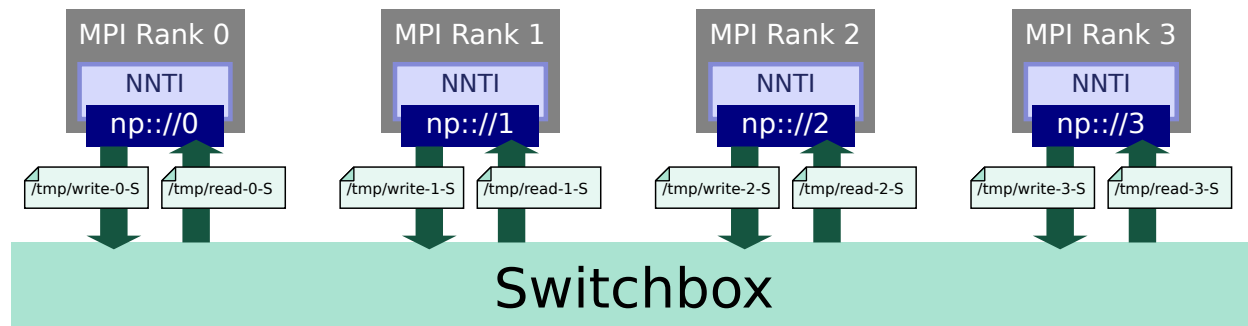 MPI Rank 0
NNTI
np:://0
/tmp/write-0-S
/tmp/read-0-S
MPI Rank 1
NNTI
np:://1
/tmp/write-1-S
/tmp/read-1-S
MPI Rank 2
NNTI
np:://2
/tmp/write-2-S
/tmp/read-2-S
MPI Rank 3
NNTI
np:://3
/tmp/write-3-S
/tmp/read-3-S
Switchbox